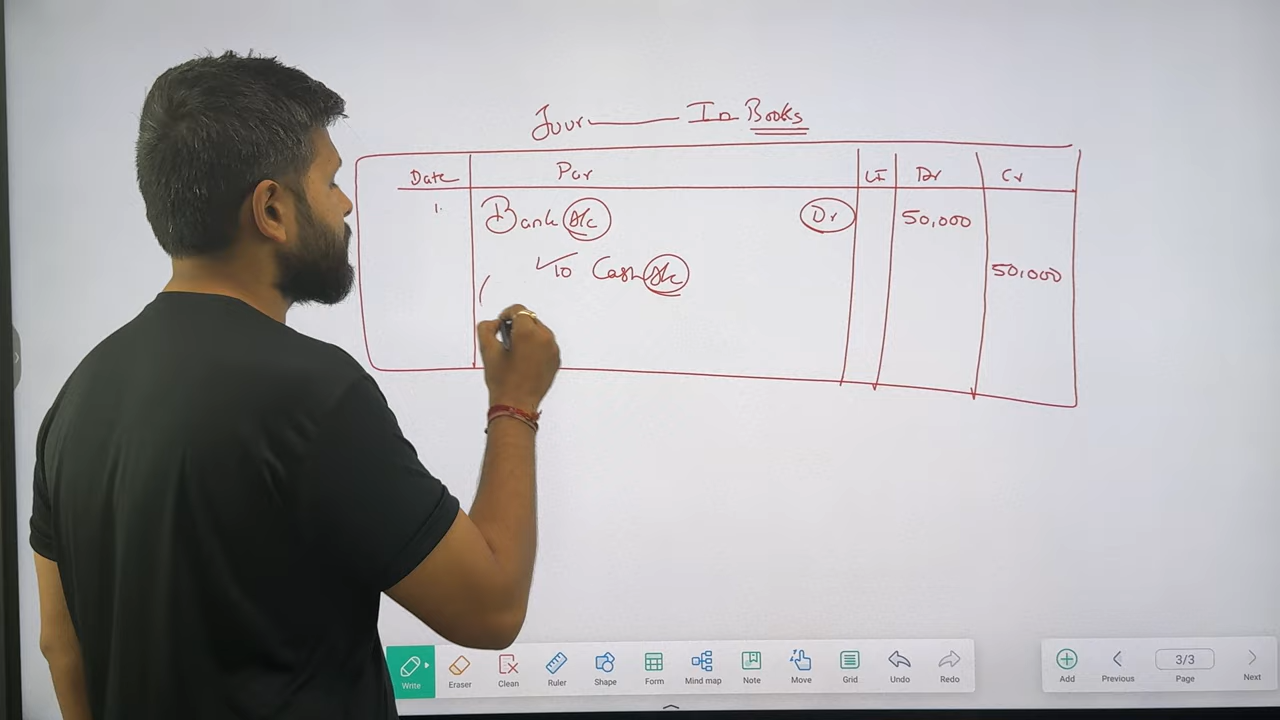 Jour——— In Books
Date Par LF Dr Cr
1. Bank A/c Dr 50,000
To Cash A/c 50,000
(
Write Eraser Clean Ruler Shape Form Mind map Note Move Grid Undo Redo Add Previous 3/3 Page Next